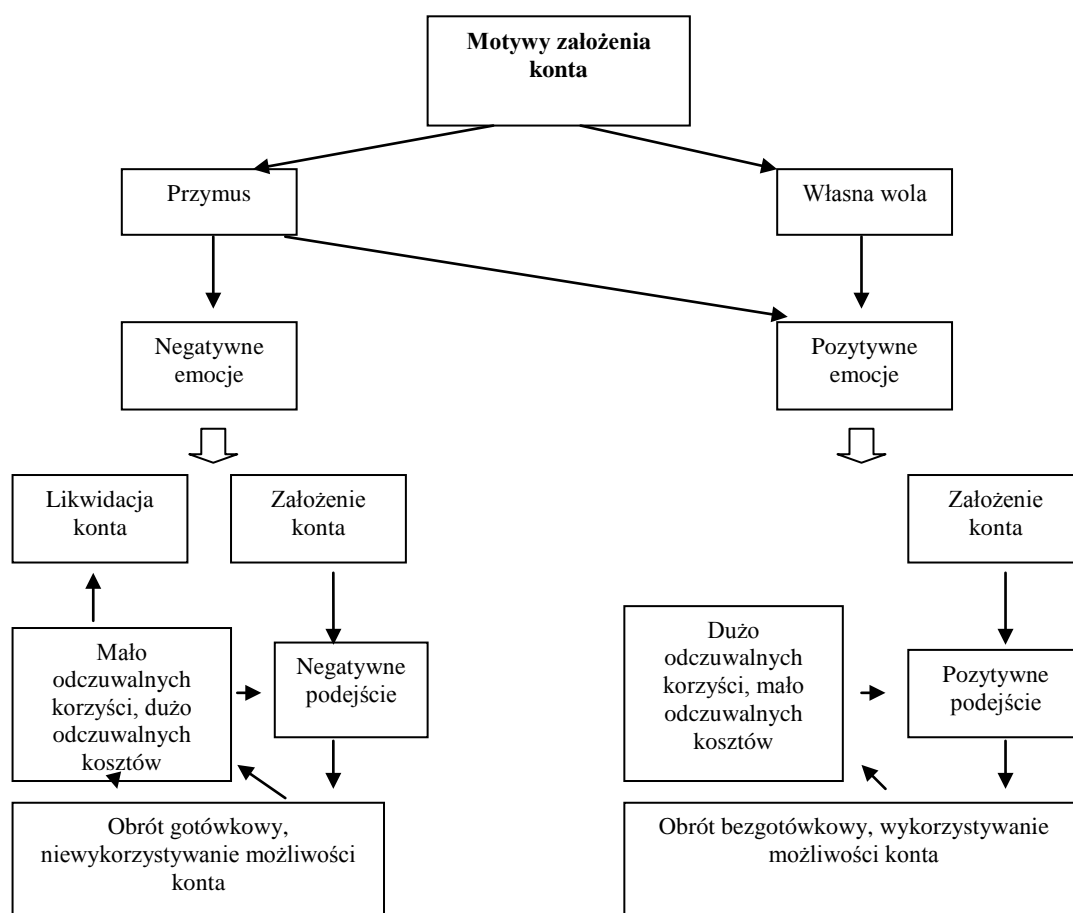 Motywy założenia
konta
Przymus
Własna wola
Negatywne
emocje
Pozytywne
emocje
Likwidacja
konta
Założenie
konta
Założenie
konta
Mało
odczuwalnych
korzyści, dużo
odczuwalnych
kosztów
Negatywne
podejście
Dużo
odczuwalnych
korzyści, mało
odczuwalnych
kosztów
Pozytywne
podejście
Obrót gotówkowy,
niewykorzystywanie możliwości
konta
Obrót bezgotówkowy, wykorzystywanie
możliwości konta